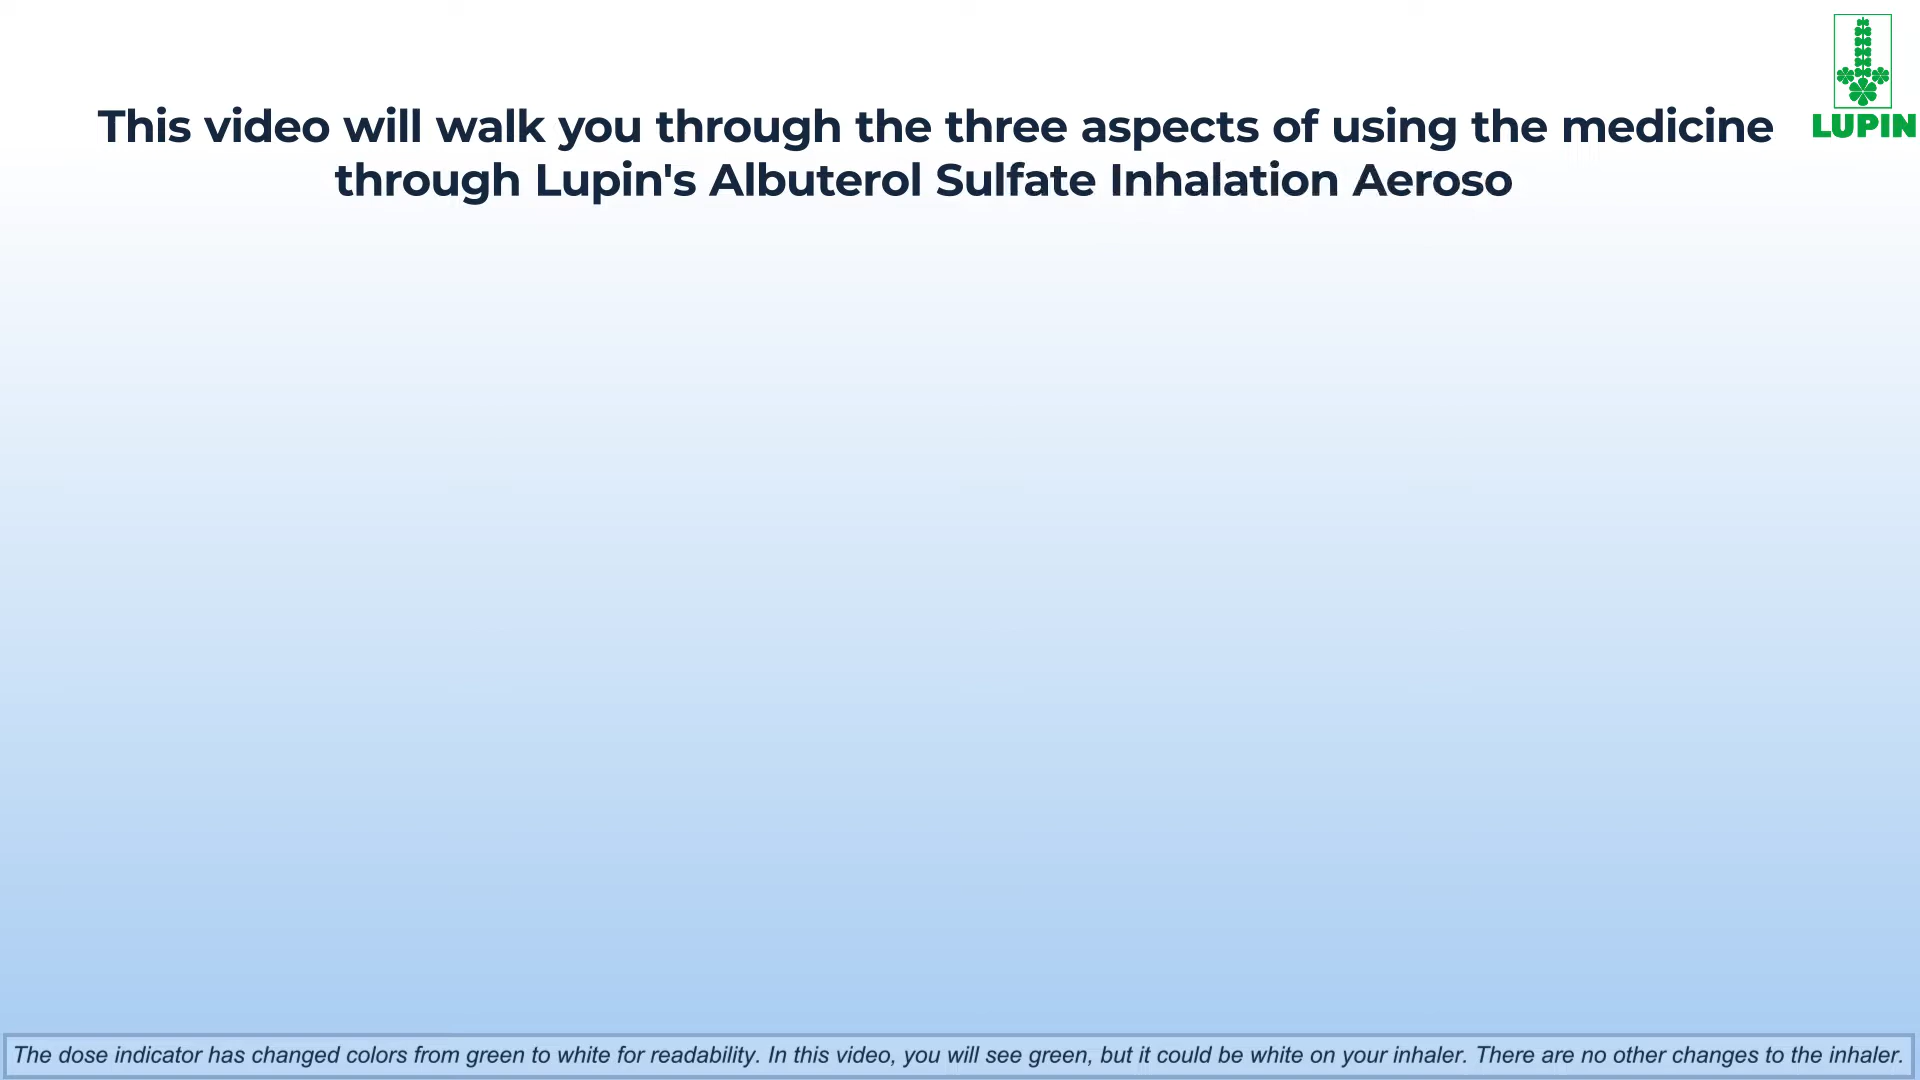 LUPIN
This video will walk you through the three aspects of using the medicine
through Lupin's Albuterol Sulfate Inhalation Aeroso
The dose indicator has changed colors from green to white for readability. In this video, you will see green, but it could be white on your inhaler. There are no other changes to the inhaler.